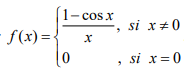 f(x) = { (1 − cos x) / x , si x ≠ 0
0 , si x = 0